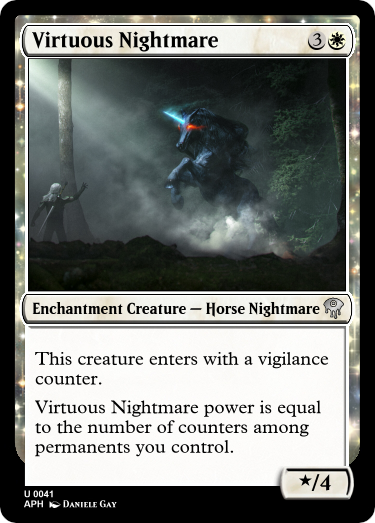 Virtuous Nightmare 3
Enchantment Creature — Horse Nightmare
This creature enters with a vigilance
counter.
Virtuous Nightmare power is equal
to the number of counters among
permanents you control.
★/4
U 0041
APH Daniele Gay